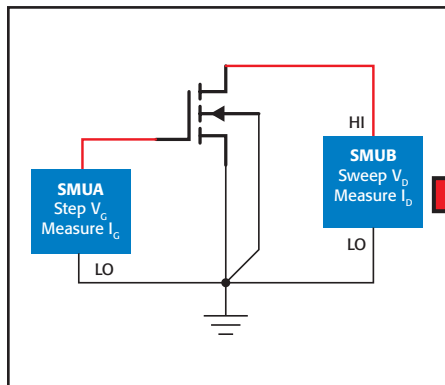 HI
SMUB
Sweep V_D
Measure I_D
LO
SMUA
Step V_G
Measure I_G
LO